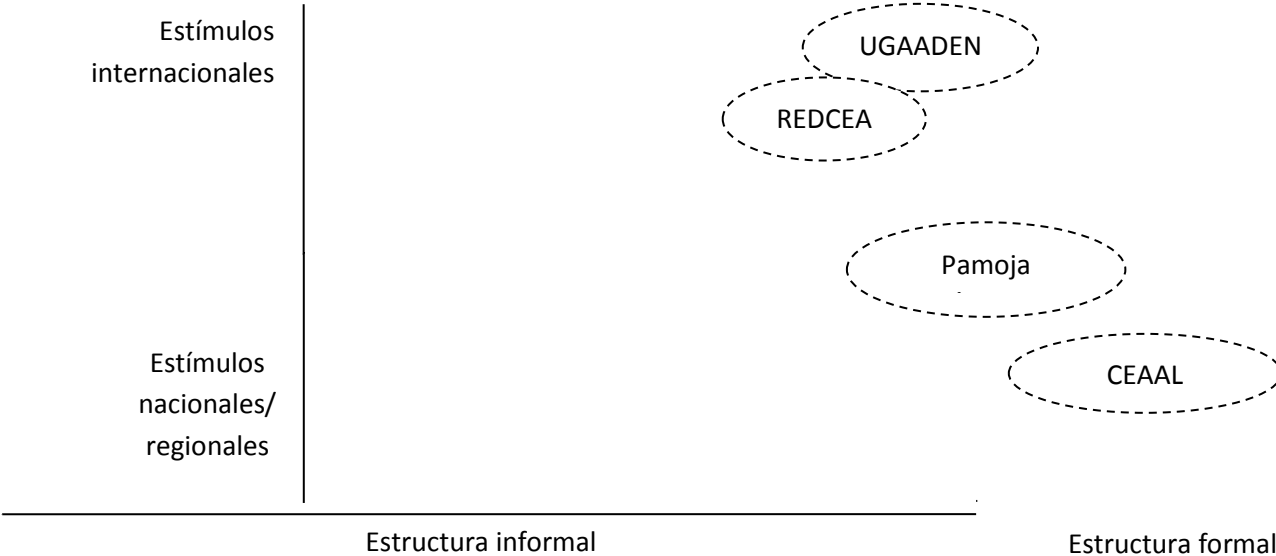 Estímulos
internacionales
UGAADEN
REDCEA
Pamoja
Estímulos
nacionales/
regionales
CEAAL
Estructura informal
Estructura formal